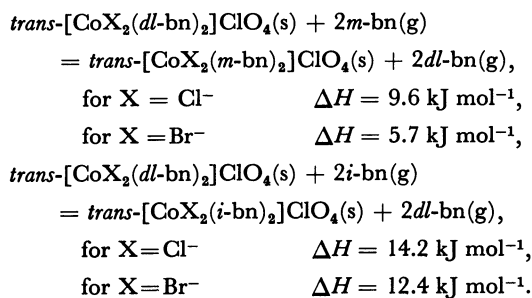 trans-[CoX₂(dl-bn)₂]ClO₄(s) + 2m-bn(g)
= trans-[CoX₂(m-bn)₂]ClO₄(s) + 2dl-bn(g),
for X = Cl⁻ ΔH = 9.6 kJ mol⁻¹,
for X =Br⁻ ΔH = 5.7 kJ mol⁻¹,
trans-[CoX₂(dl-bn)₂]ClO₄(s) + 2i-bn(g)
= trans-[CoX₂(i-bn)₂]ClO₄(s) + 2dl-bn(g),
for X=Cl⁻ ΔH = 14.2 kJ mol⁻¹,
for X=Br⁻ ΔH = 12.4 kJ mol⁻¹.